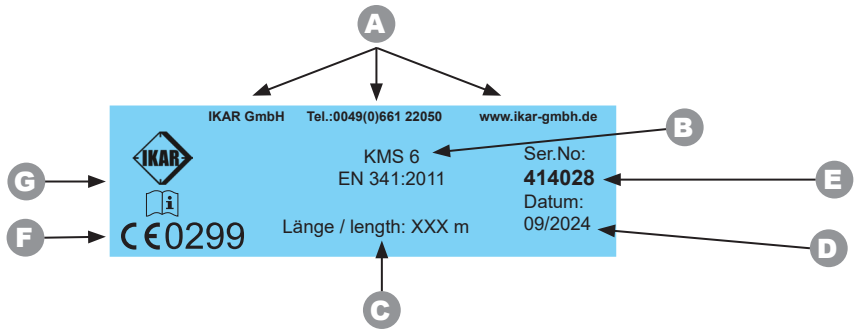 A
IKAR GmbH Tel.:0049(0)661 22050 www.ikar-gmbh.de
B
IKAR
KMS 6
Ser.No:
G
EN 341:2011
414028
E
i
Datum:
F
CE0299
Länge / length: XXX m
09/2024
D
C